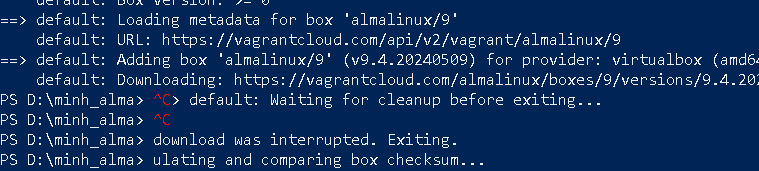 default: Box Version: >= 0
==> default: Loading metadata for box 'almalinux/9'
default: URL: https://vagrantcloud.com/api/v2/vagrant/almalinux/9
==> default: Adding box 'almalinux/9' (v9.4.20240509) for provider: virtualbox (amd64
default: Downloading: https://vagrantcloud.com/almalinux/boxes/9/versions/9.4.202
PS D:\minh_alma> ^C> default: Waiting for cleanup before exiting...
PS D:\minh_alma> ^C
PS D:\minh_alma> download was interrupted. Exiting.
PS D:\minh_alma> ulating and comparing box checksum...